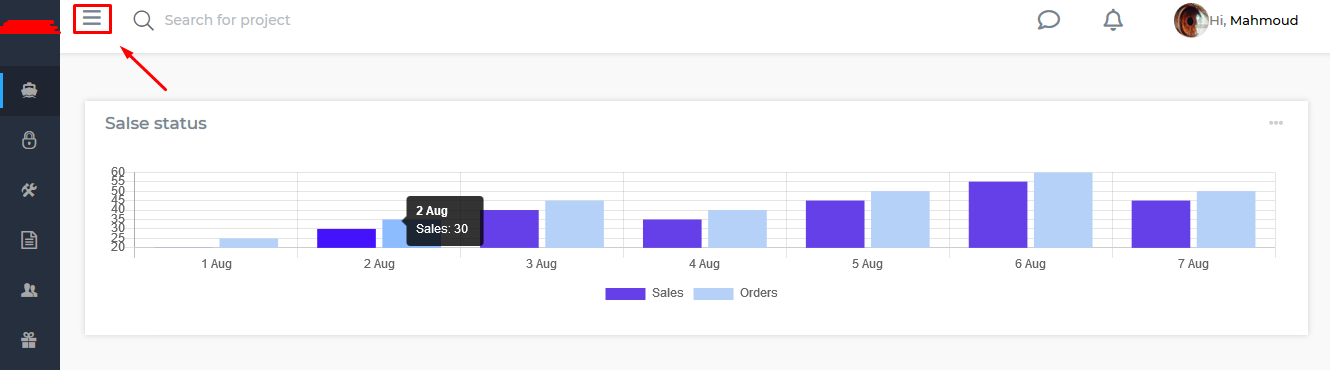 Search for project
Hi, Mahmoud
Salse status
60
55
50
45
40
35
30
25
20
2 Aug
Sales: 30
1 Aug 2 Aug 3 Aug 4 Aug 5 Aug 6 Aug 7 Aug
Sales Orders